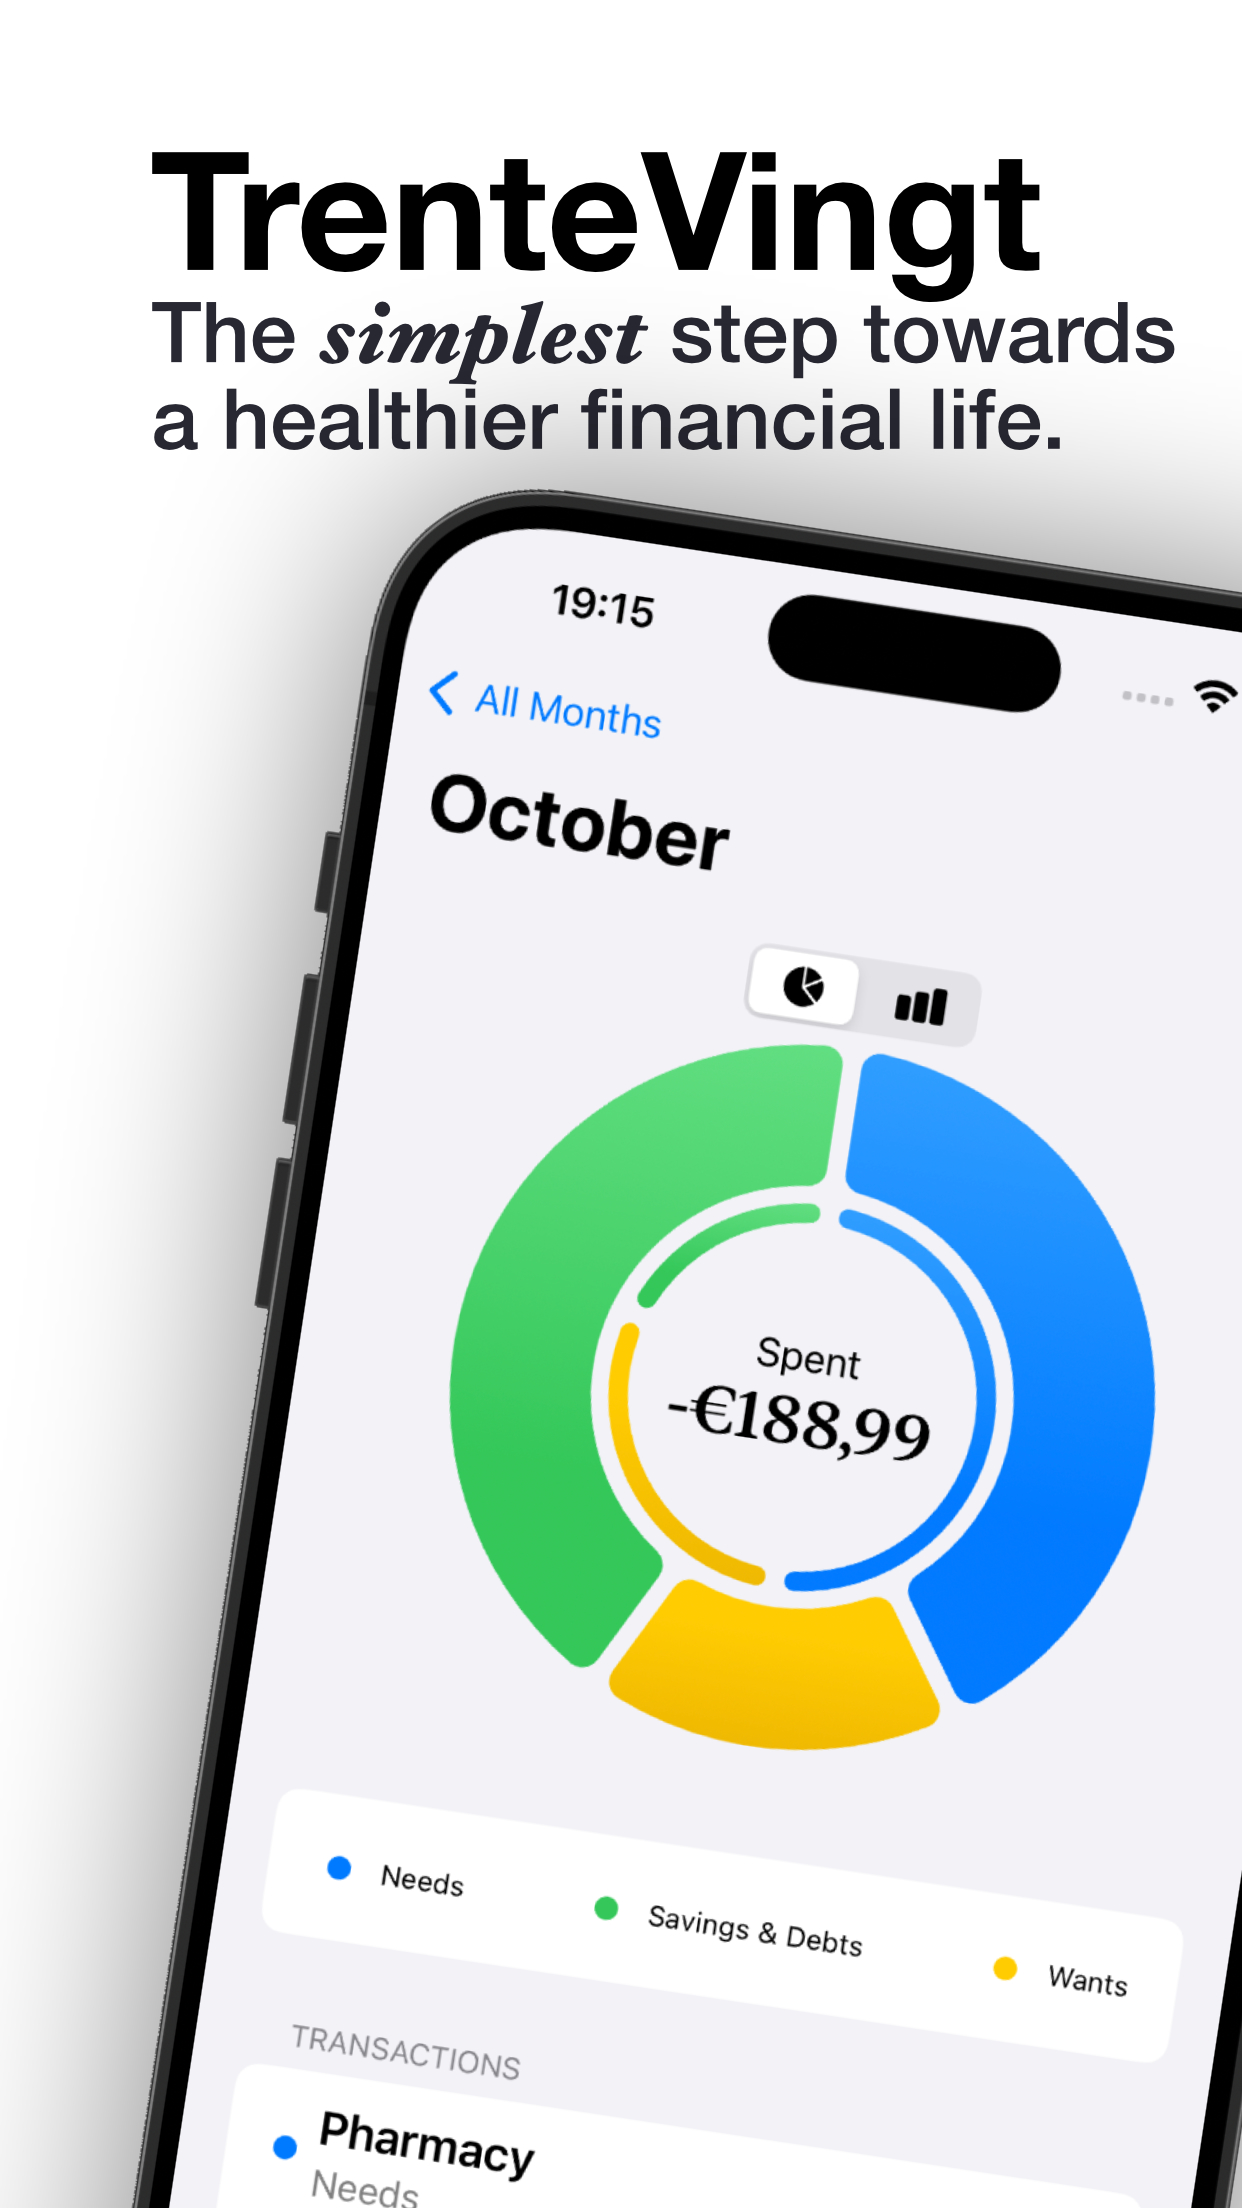 TrenteVingt
The simplest step towards
a healthier financial life.
19:15
All Months
October
Spent
-€188,99
Needs
Savings & Debts
Wants
TRANSACTIONS
Pharmacy
Needs